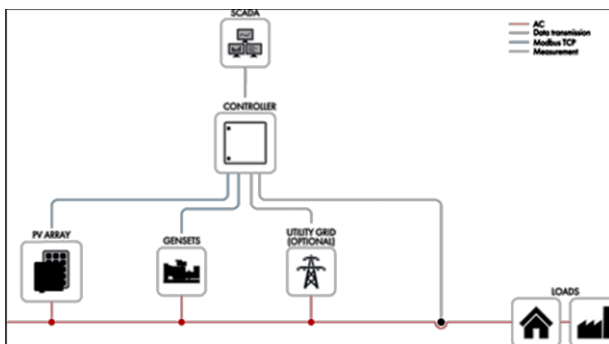 SCADA
AC
Data transmission
Modbus TCP
Measurement
CONTROLLER
PV ARRAY
GENSETS
UTILITY GRID
(OPTIONAL)
LOADS